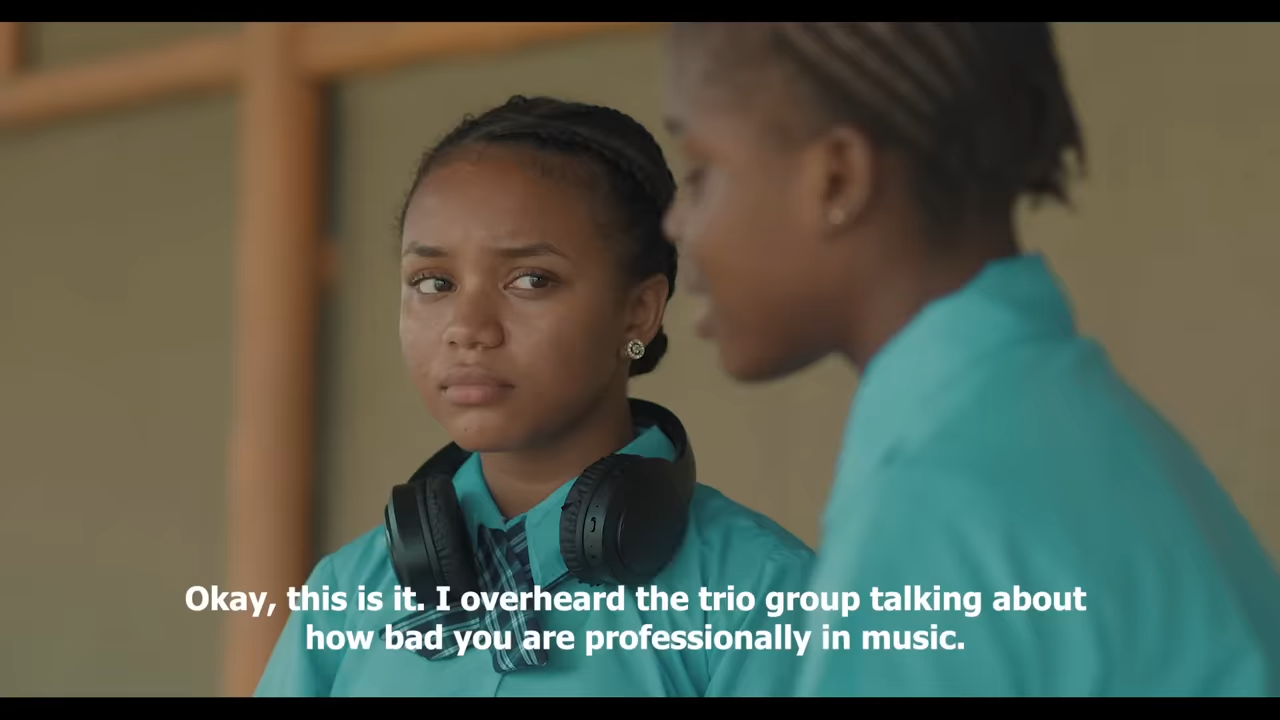 Okay, this is it. I overheard the trio group talking about
how bad you are professionally in music.